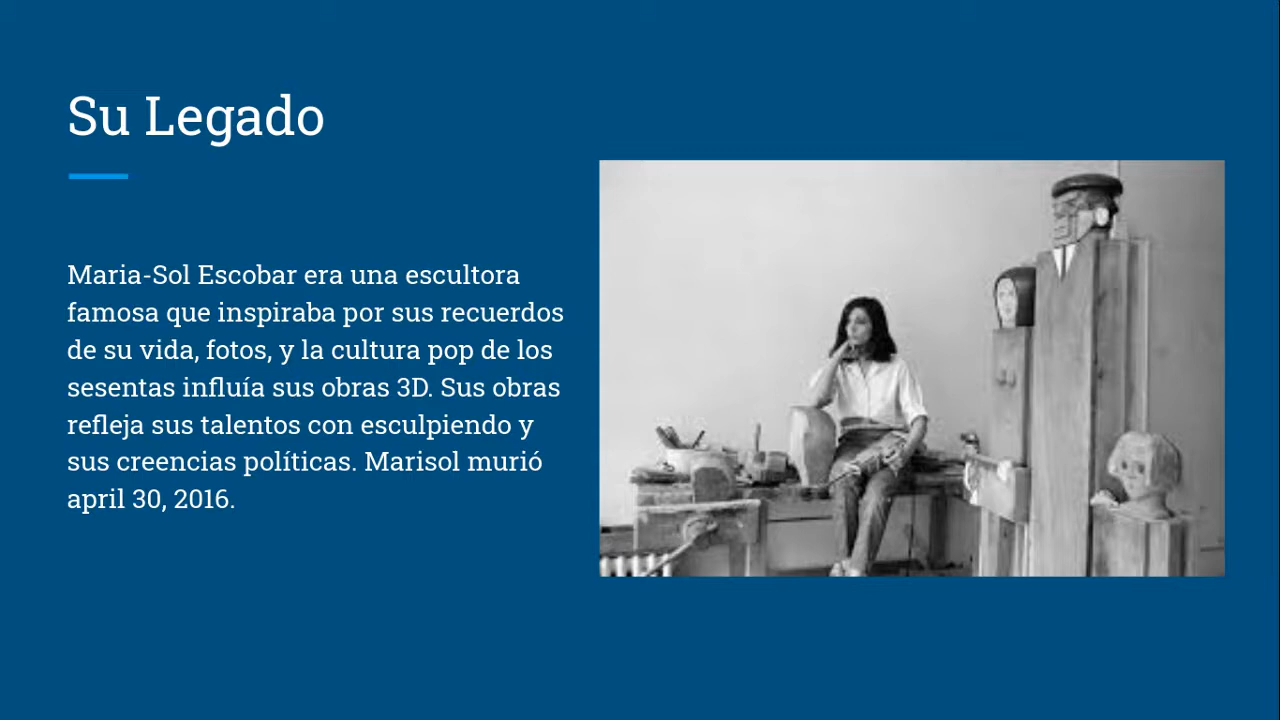 Su Legado
Maria-Sol Escobar era una escultora
famosa que inspiraba por sus recuerdos
de su vida, fotos, y la cultura pop de los
sesentas influía sus obras 3D. Sus obras
refleja sus talentos con esculpiendo y
sus creencias políticas. Marisol murió
april 30, 2016.